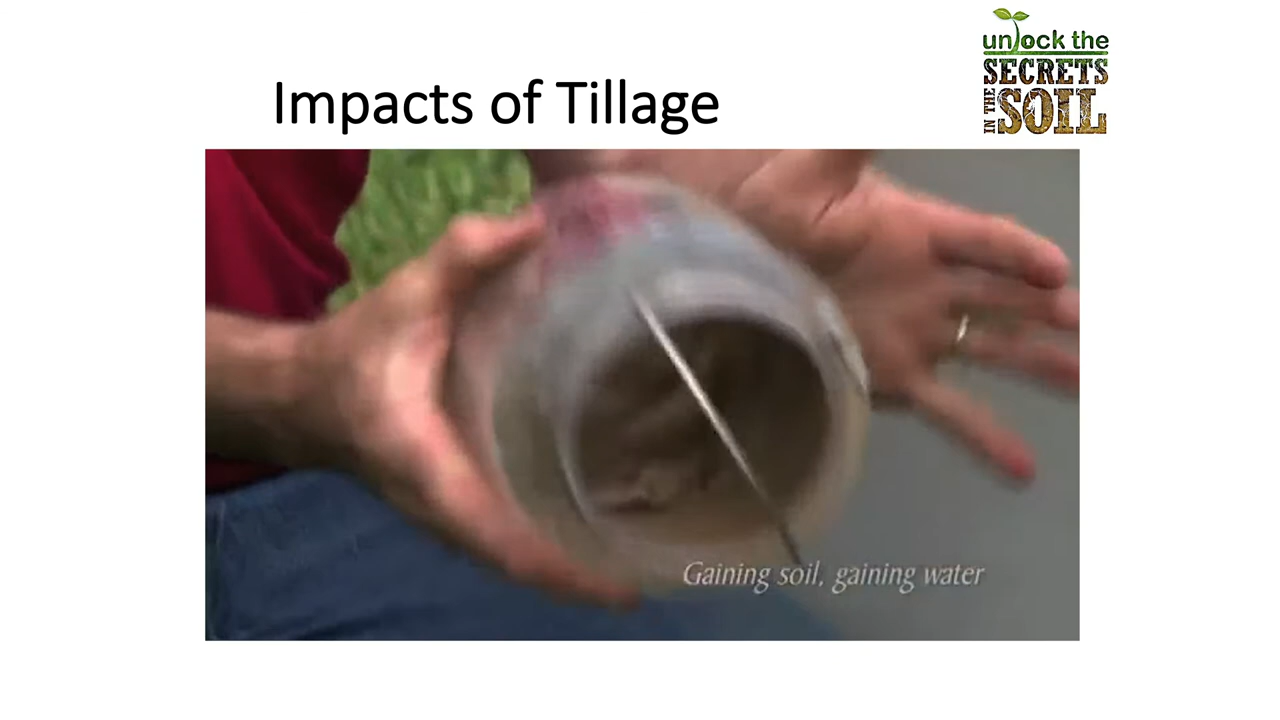 unlock the
SECRETS
IN THE
SOIL
Impacts of Tillage
Gaining soil, gaining water